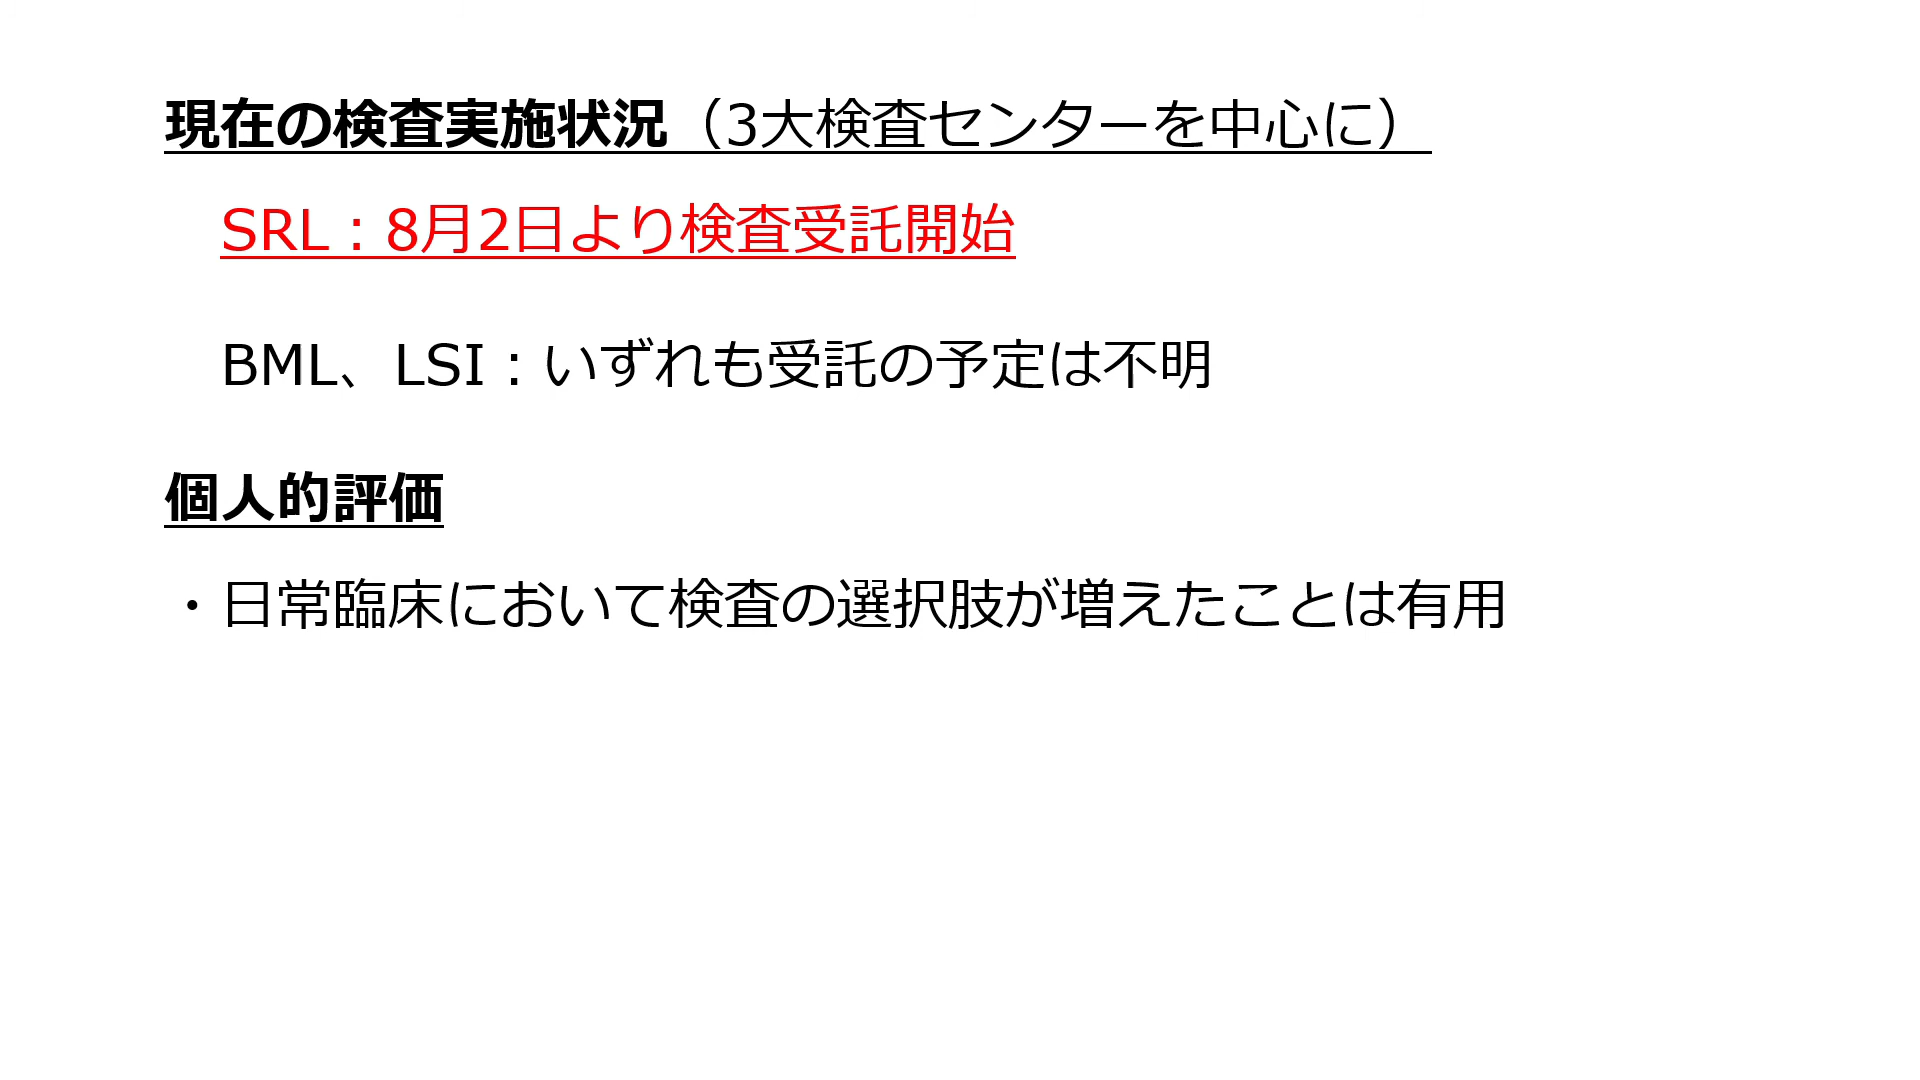 現在の検査実施状況（3大検査センターを中心に）
SRL：8月2日より検査受託開始
BML、LSI：いずれも受託の予定は不明
個人的評価
・日常臨床において検査の選択肢が増えたことは有用